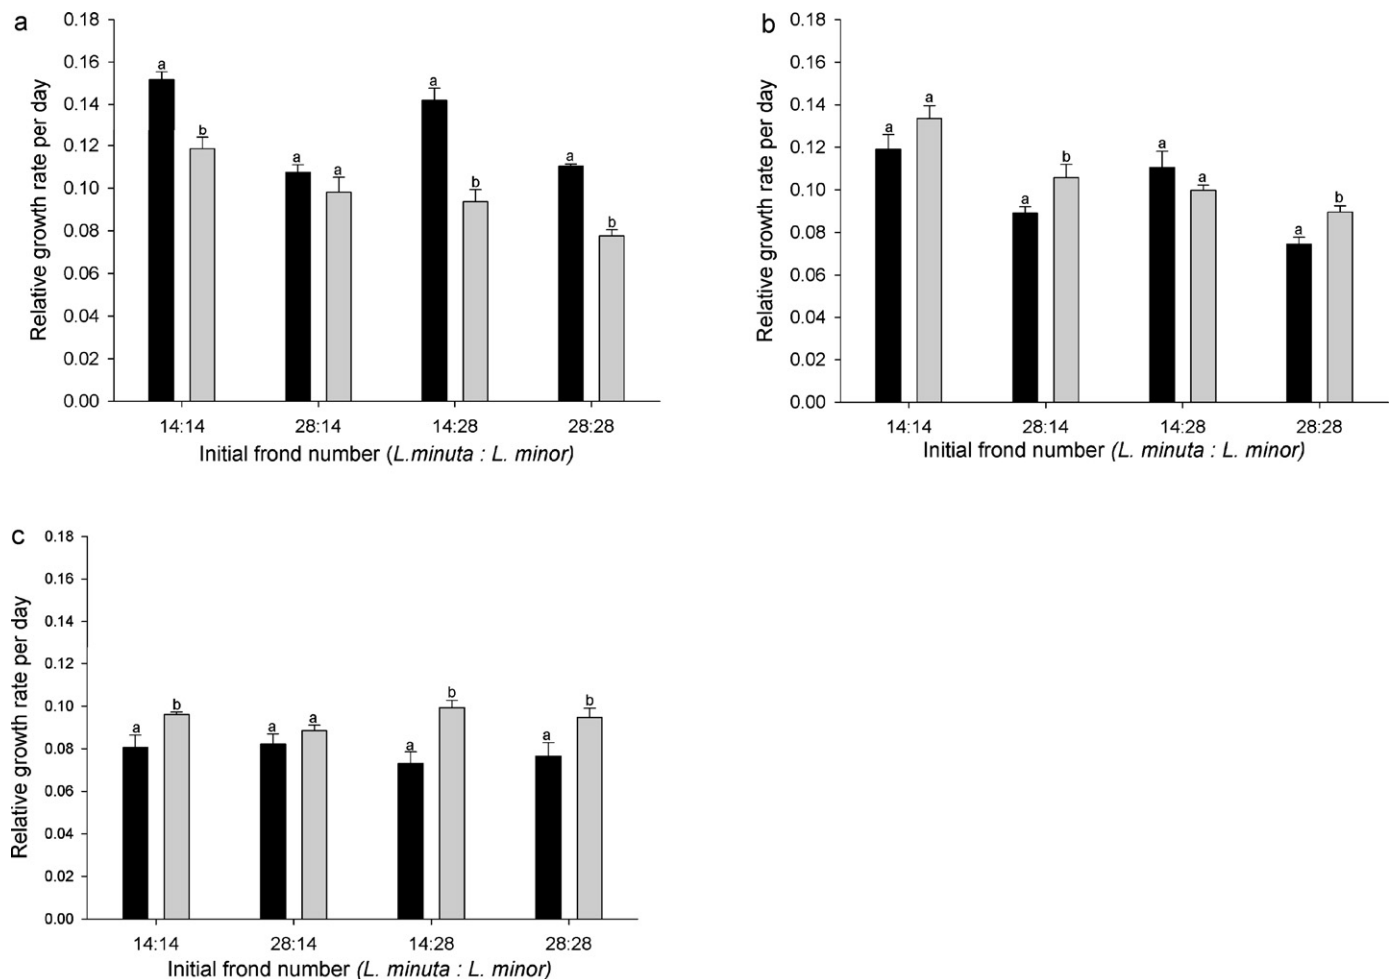 a
Relative growth rate per day
0.18
0.16
0.14
0.12
0.10
0.08
0.06
0.04
0.02
0.00
a b a a a b a b
14:14 28:14 14:28 28:28
Initial frond number (L.minuta : L. minor)
b
Relative growth rate per day
0.18
0.16
0.14
0.12
0.10
0.08
0.06
0.04
0.02
0.00
a a a b a a a b
14:14 28:14 14:28 28:28
Initial frond number (L. minuta : L. minor)
c
Relative growth rate per day
0.18
0.16
0.14
0.12
0.10
0.08
0.06
0.04
0.02
0.00
a b a a a b a b
14:14 28:14 14:28 28:28
Initial frond number (L. minuta : L. minor)